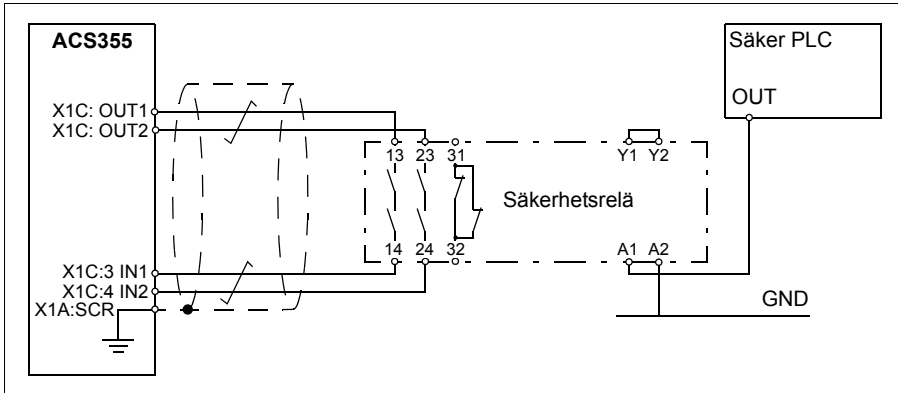 ACS355
Säker PLC
OUT
X1C: OUT1
X1C: OUT2
13 23 31
Y1 Y2
Säkerhetsrelä
14 24 32
A1 A2
X1C:3 IN1
X1C:4 IN2
X1A:SCR
GND